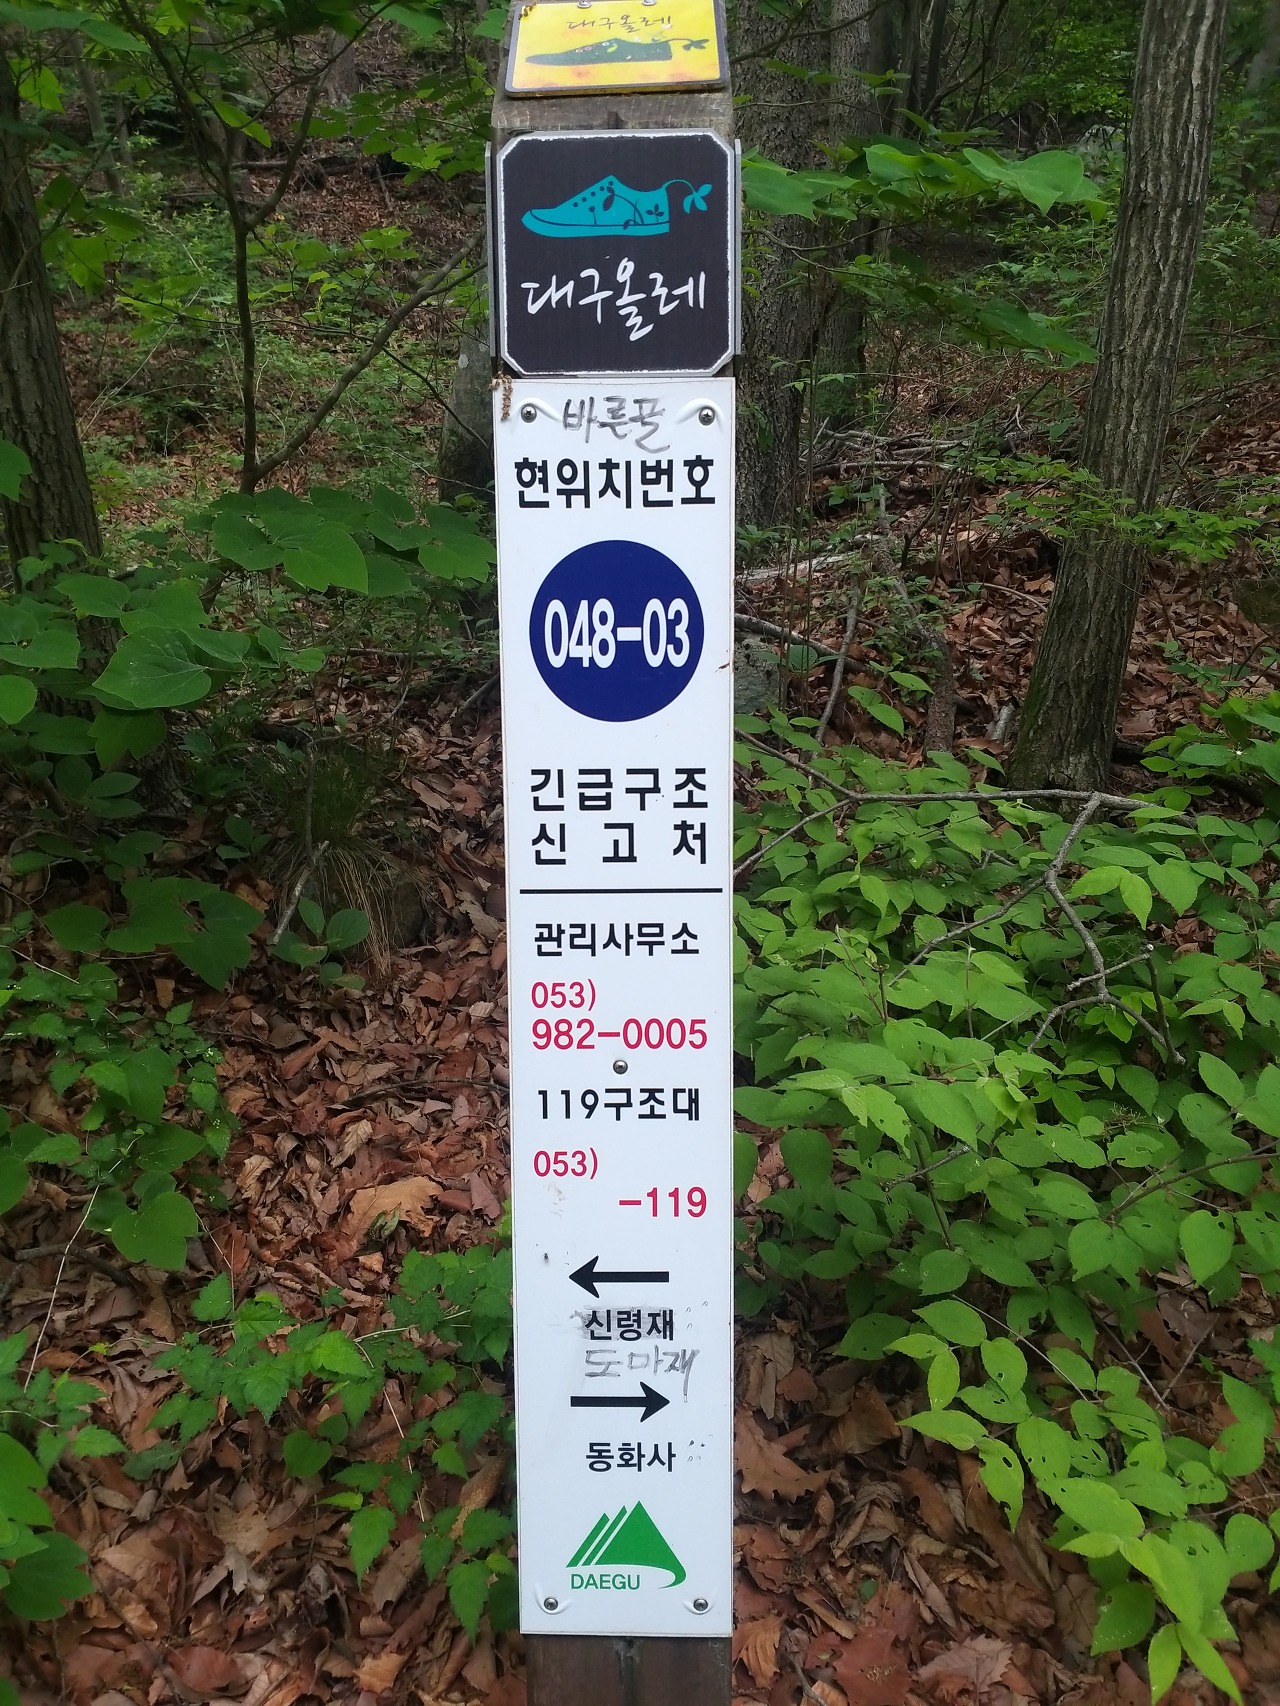 대구올레
대구올레
바른골
현위치번호
048-03
긴급구조
신고처
관리사무소
053)
982-0005
119구조대
053)
-119
신령재
도마재
동화사
DAEGU